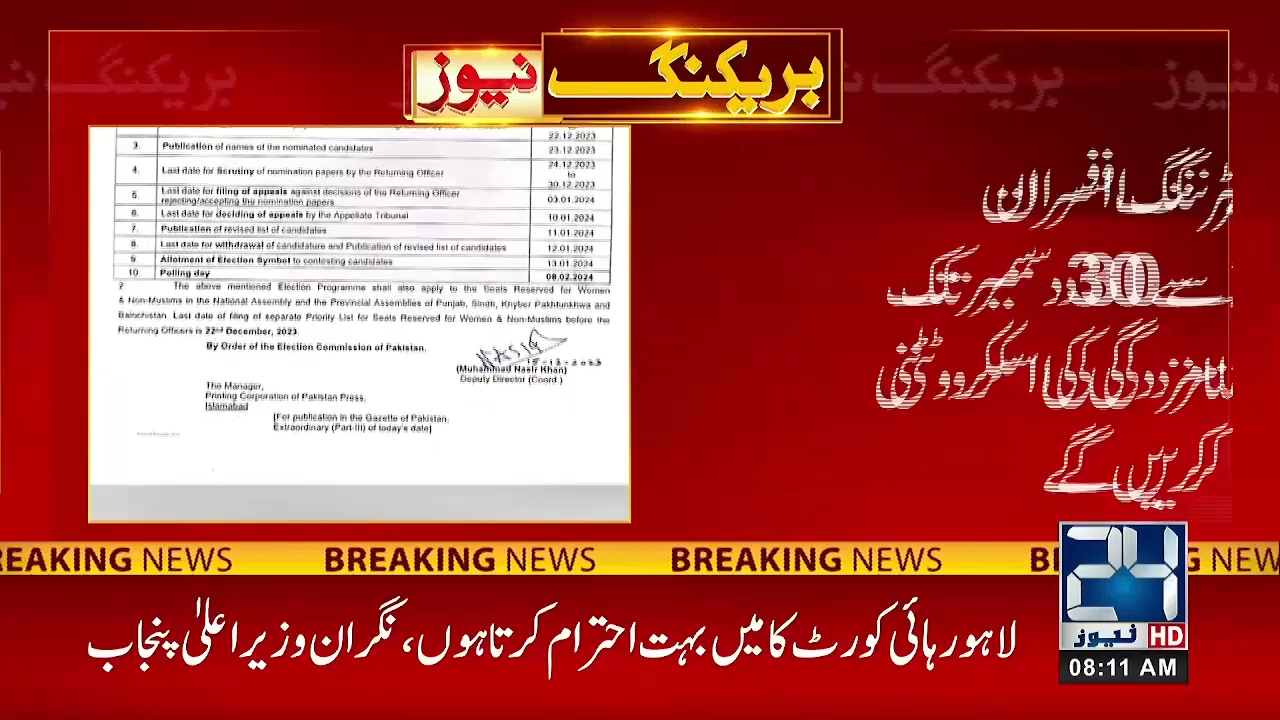 بریکنگ نیوز
22.12.2023
3. Publication of names of the nominated candidates 23.12.2023
4. Last date for Scrutiny of nomination papers by the Returning Officer 24.12.2023 to 30.12.2023
5. Last date for filing of appeals against decisions of the Returning Officer rejecting/accepting the nomination papers 03.01.2024
6. Last date for deciding of appeals by the Appellate Tribunal 10.01.2024
7. Publication of revised list of candidates 11.01.2024
8. Last date for withdrawal of candidature and Publication of revised list of candidates 12.01.2024
9. Allotment of Election Symbol to contesting candidates 13.01.2024
10. Polling day 08.02.2024
2 The above mentioned Election Programme shall also apply to the Seats Reserved for Women
& Non-Muslims in the National Assembly and the Provincial Assemblies of Punjab, Sindh, Khyber Pakhtunkhwa and
Balochistan. Last date of filing of separate Priority List for Seats Reserved for Women & Non-Muslims before the
Returning Officers is 22nd December, 2023.
By Order of the Election Commission of Pakistan.
15-12-2023
(Muhammad Nasir Khan)
Deputy Director (Coord.)
The Manager,
Printing Corporation of Pakistan Press,
Islamabad
[For publication in the Gazette of Pakistan,
Extraordinary (Part-III) of today's date]
افسران
30 دسمبر تک
کی اسکروٹنی
کریں گے
BREAKING NEWS BREAKING NEWS BREAKING NEWS
لاہور ہائی کورٹ کا میں بہت احترام کرتا ہوں، نگران وزیر اعلیٰ پنجاب
24
نیوز HD
08:11 AM